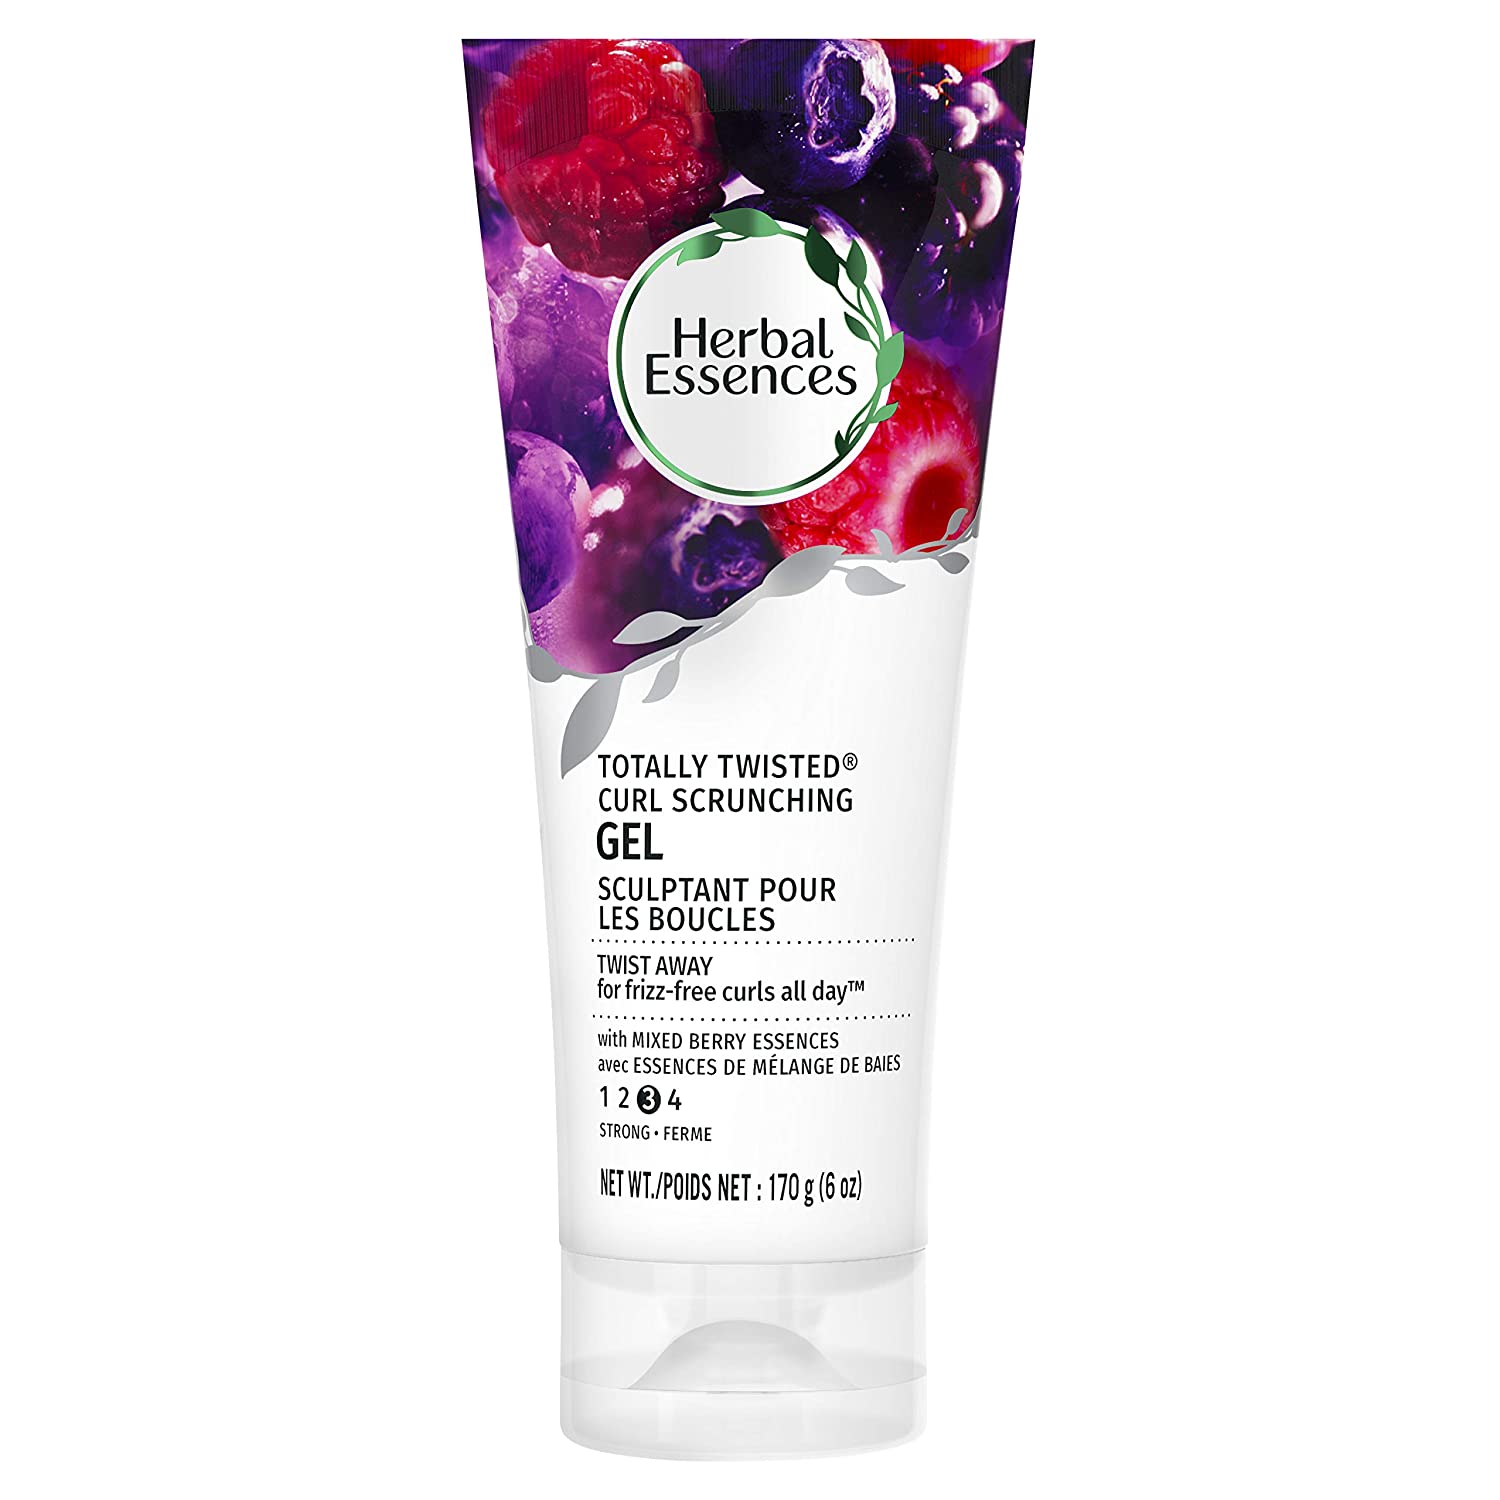 Herbal
Essences
TOTALLY TWISTED®
CURL SCRUNCHING
GEL
SCULPTANT POUR
LES BOUCLES
TWIST AWAY
for frizz-free curls all day™
with MIXED BERRY ESSENCES
avec ESSENCES DE MÉLANGE DE BAIES
1 2 3 4
STRONG • FERME
NET WT./POIDS NET : 170 g (6 oz)